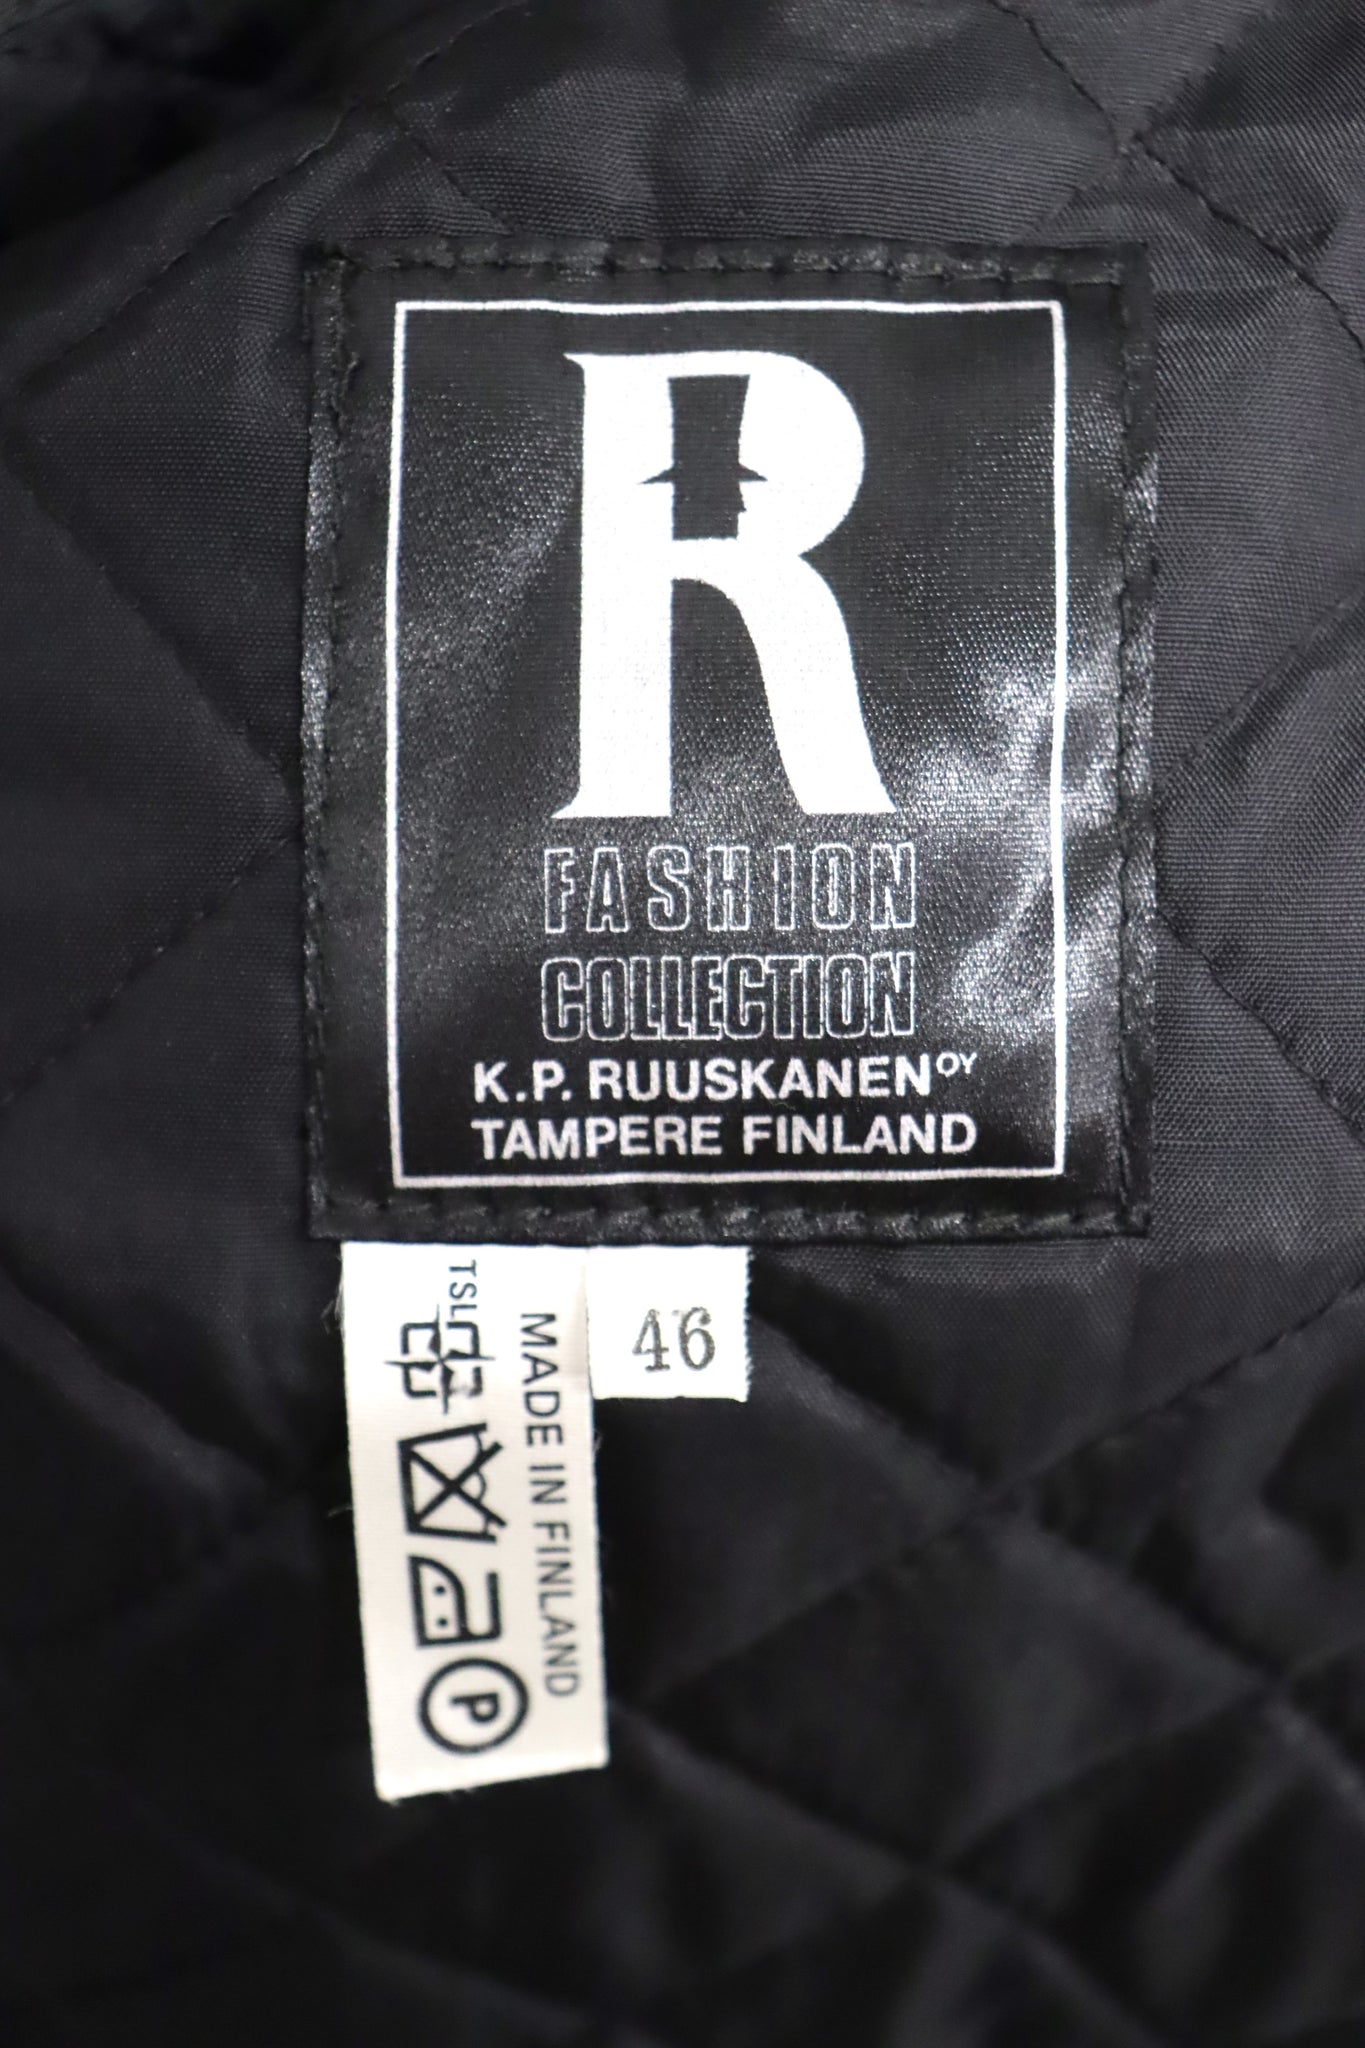 R
FASHION
COLLECTION
K.P. RUUSKANEN OY
TAMPERE FINLAND
46
TSL
MADE IN FINLAND
P